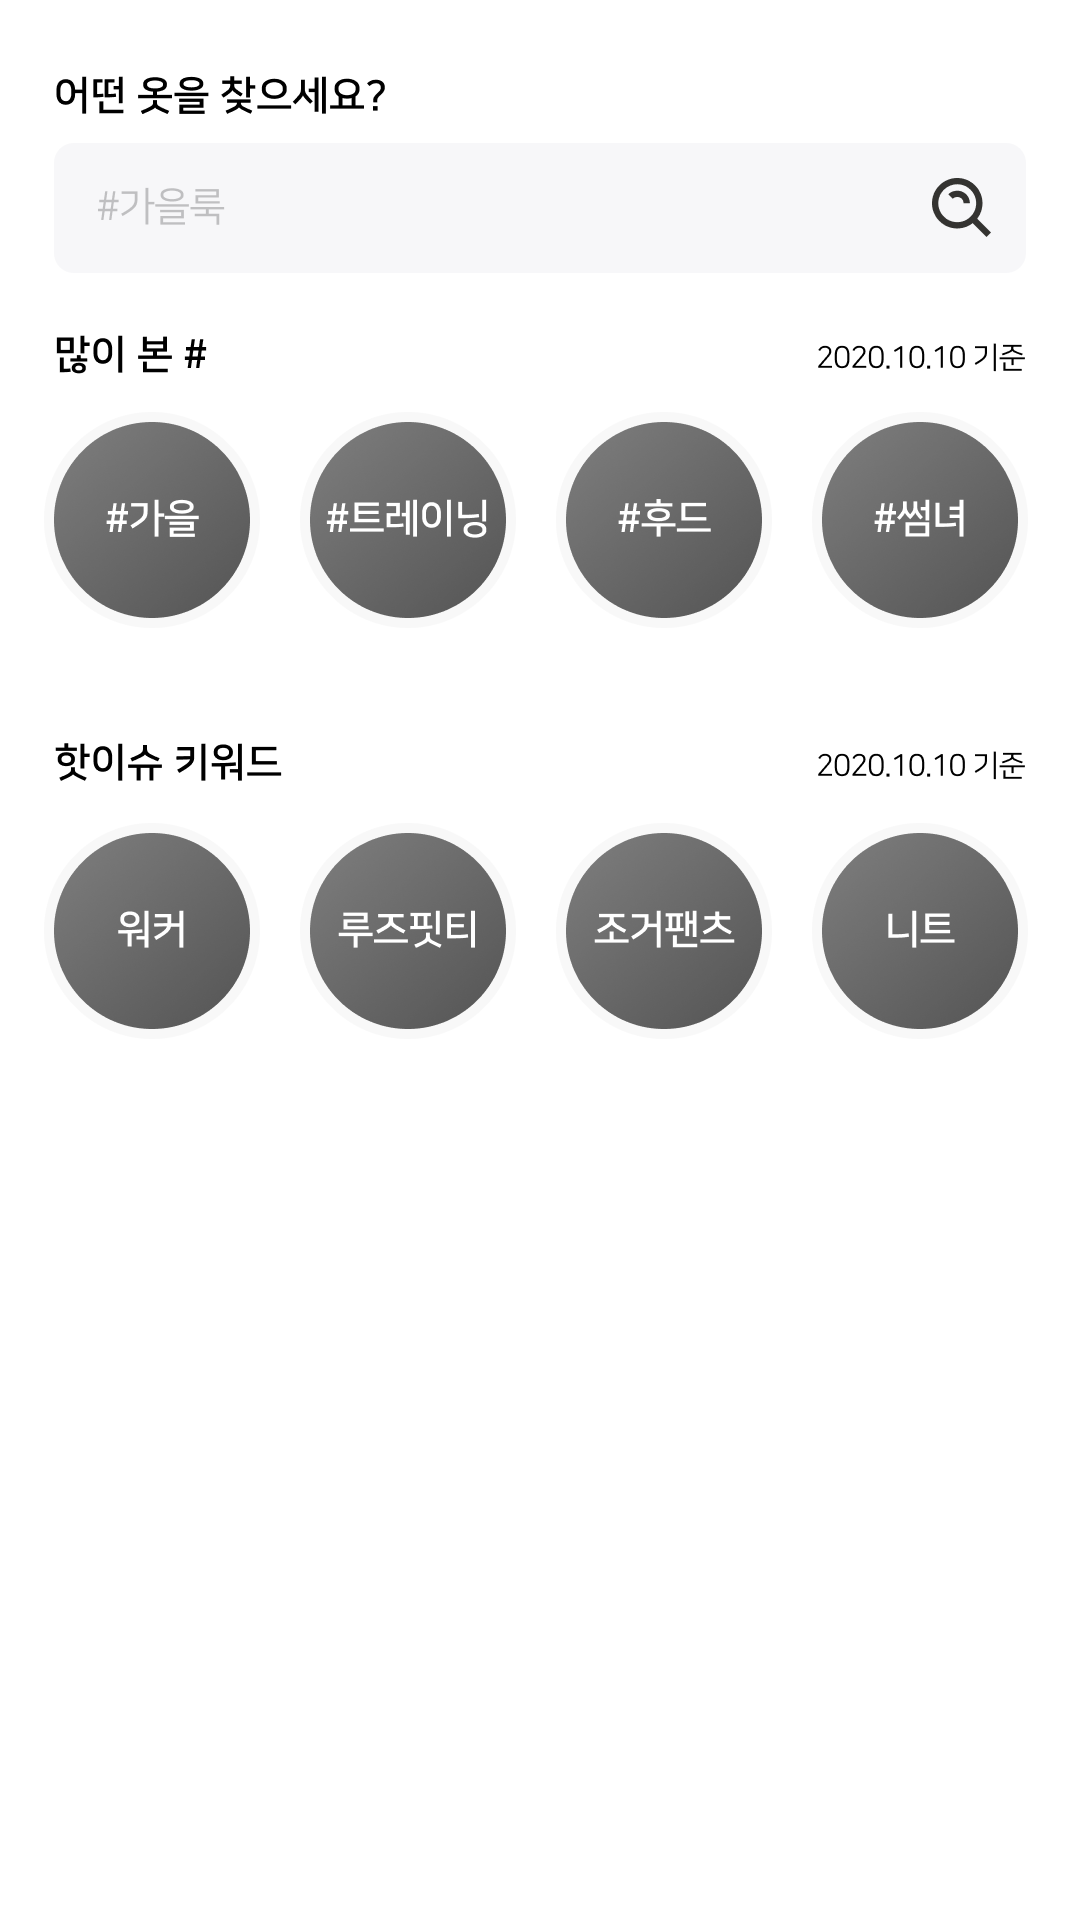 어떤 옷을 찾으세요?
#가을룩
많이 본 # 2020.10.10 기준
#가을 #트레이닝 #후드 #썸녀
핫이슈 키워드 2020.10.10 기준
워커 루즈핏티 조거팬츠 니트